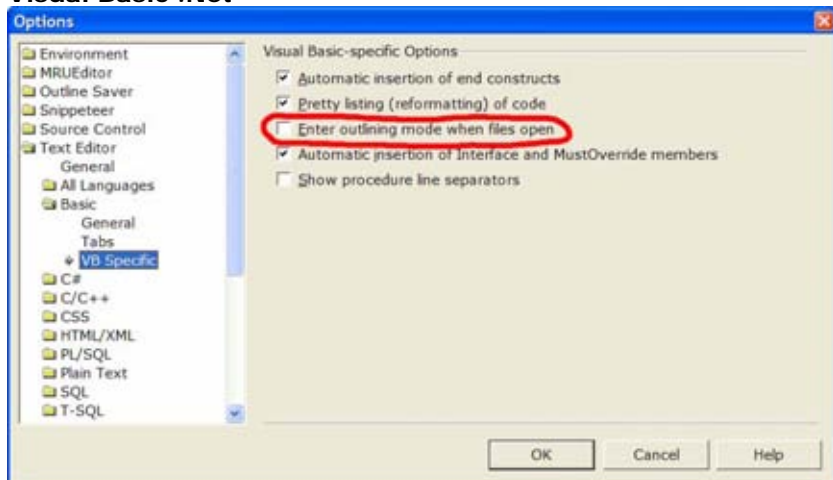 Visual Basic .Net
Options
Environment
MRUEditor
Outline Saver
Snippeteer
Source Control
Text Editor
General
All Languages
Basic
General
Tabs
VB Specific
C#
C/C++
CSS
HTML/XML
PL/SQL
Plain Text
SQL
T-SQL
Visual Basic-specific Options
Automatic insertion of end constructs
Pretty listing (reformatting) of code
Enter outlining mode when files open
Automatic insertion of Interface and MustOverride members
Show procedure line separators
OK
Cancel
Help